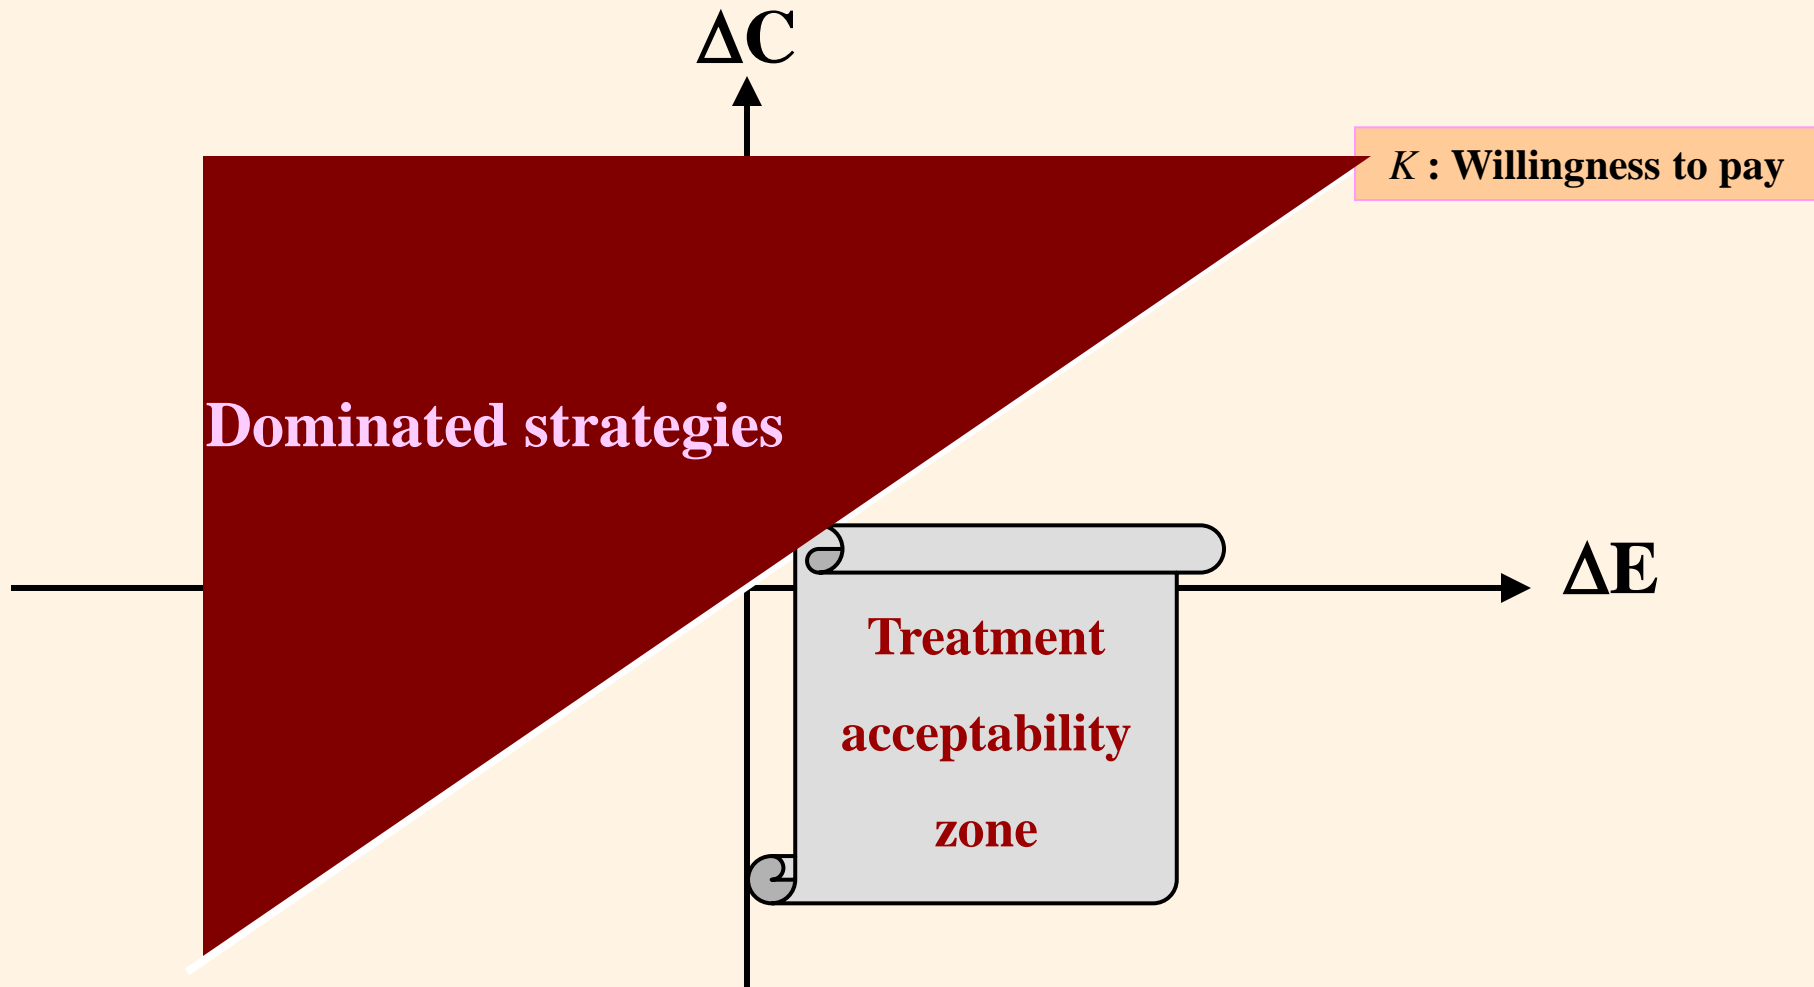 ΔC
K : Willingness to pay
Dominated strategies
ΔE
Treatment
acceptability
zone